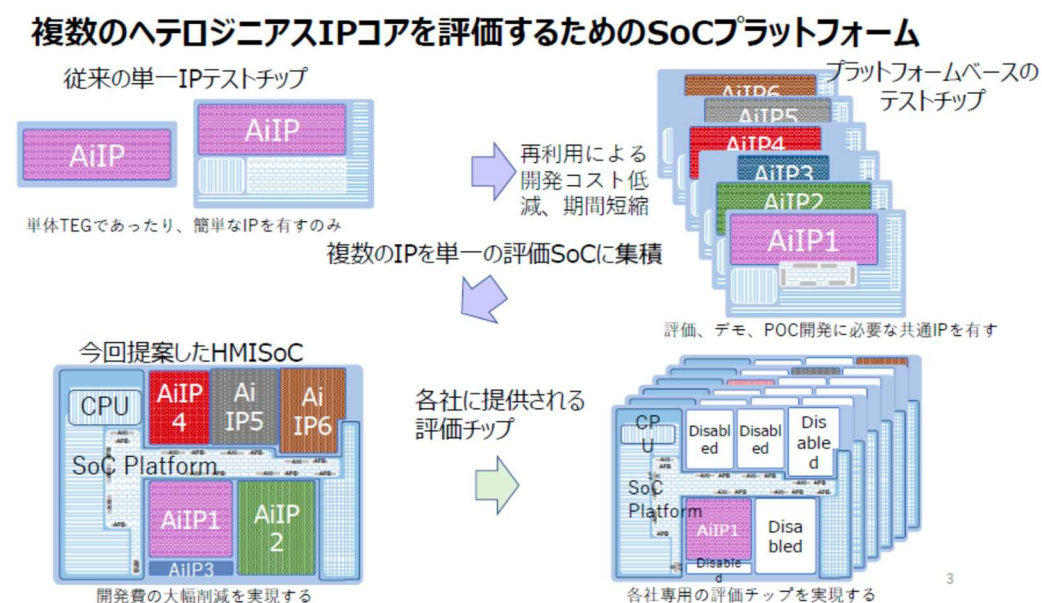 複数のヘテロジニアスIPコアを評価するためのSoCプラットフォーム
従来の単一IPテストチップ
AiIP
AiIP
単体TEGであったり、簡単なIPを有すのみ
再利用による
開発コスト低
減、期間短縮
プラットフォームベースの
テストチップ
AiIP6
AiIP5
AiIP4
AiIP3
AiIP2
AiIP1
評価、デモ、POC開発に必要な共通IPを有す
複数のIPを単一の評価SoCに集積
今回提案したHMISoC
CPU
AiIP
4
Ai
IP5
Ai
IP6
SoC Platform
AiIP1
AiIP
2
AiIP3
開発費の大幅削減を実現する
各社に提供される
評価チップ
CP
U
Disabl
ed
Disabl
ed
Dis
able
d
SoC
Platform
AiIP1
Disa
bled
Disable
d
各社専用の評価チップを実現する
3